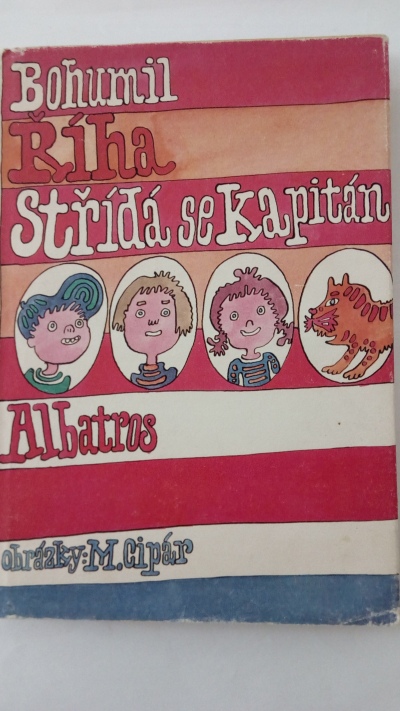 Bohumil
Říha
Střídá se kapitán
Albatros
obrázky: M. Cipár